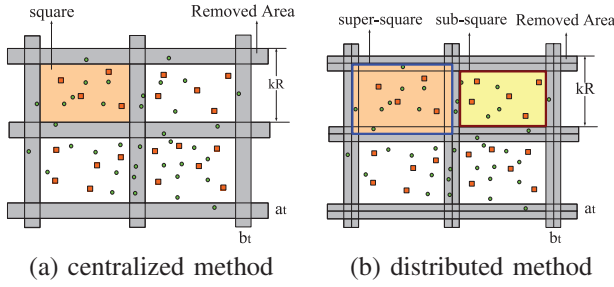 square
Removed Area
kR
at
bt
(a) centralized method
super-square
sub-square
Removed Area
kR
at
bt
(b) distributed method